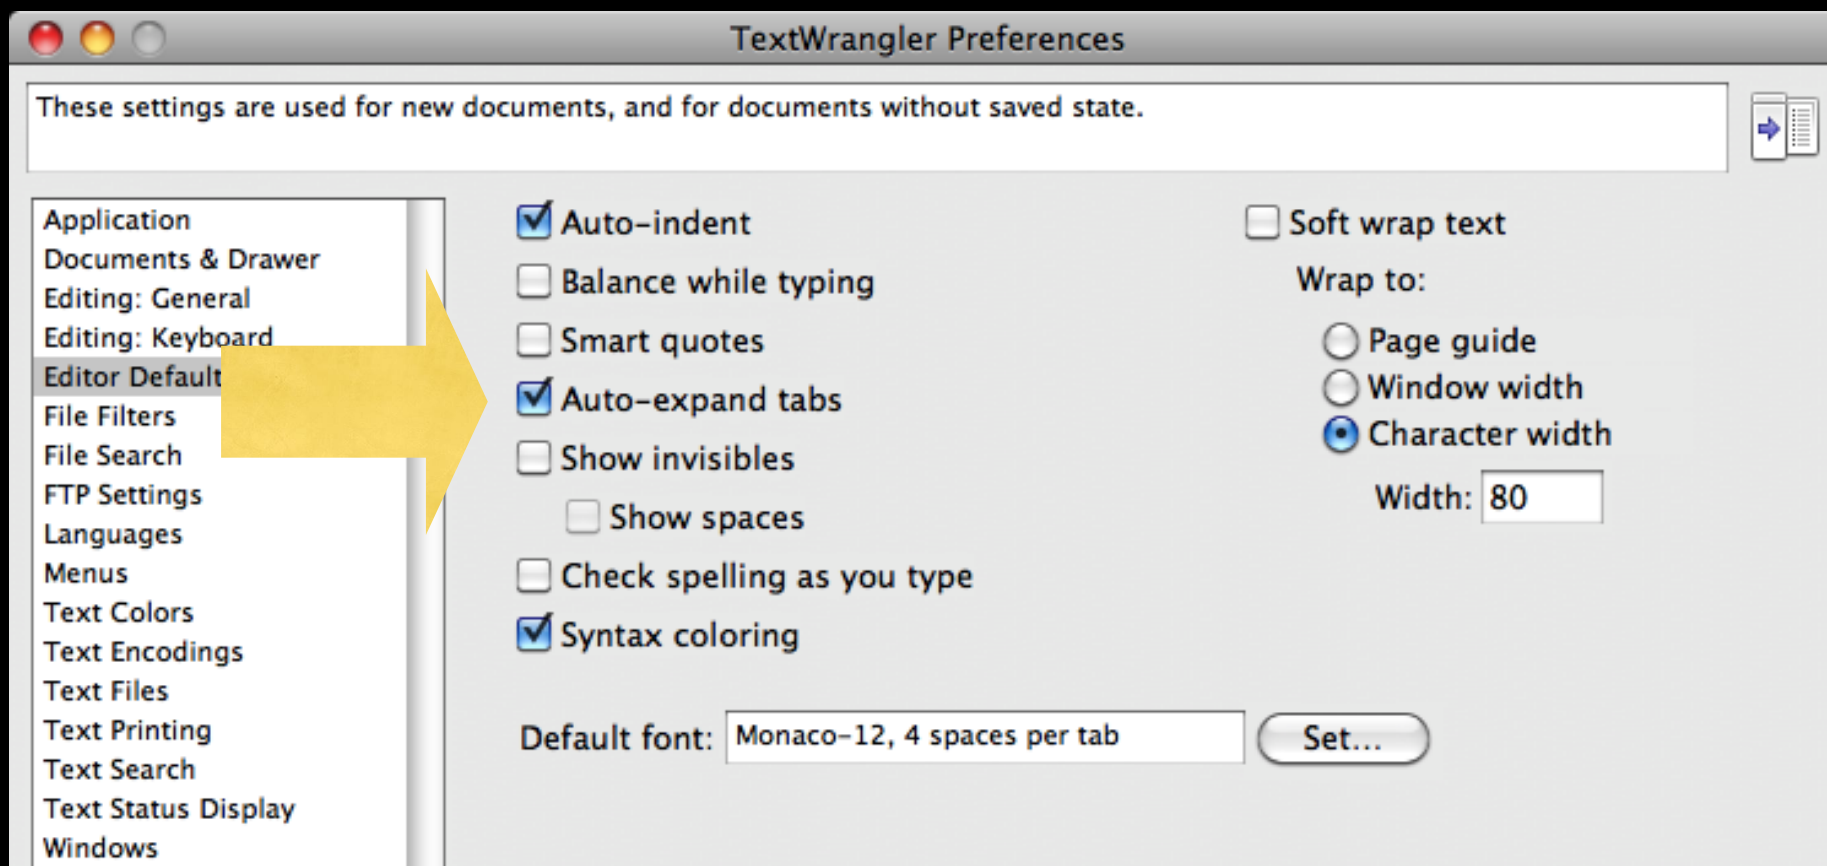 TextWrangler Preferences
These settings are used for new documents, and for documents without saved state.
Application
Documents & Drawer
Editing: General
Editing: Keyboard
Editor Default
File Filters
File Search
FTP Settings
Languages
Menus
Text Colors
Text Encodings
Text Files
Text Printing
Text Search
Text Status Display
Windows
Auto-indent
Balance while typing
Smart quotes
Auto-expand tabs
Show invisibles
Show spaces
Check spelling as you type
Syntax coloring
Default font: Monaco-12, 4 spaces per tab Set...
Soft wrap text
Wrap to:
Page guide
Window width
Character width
Width: 80